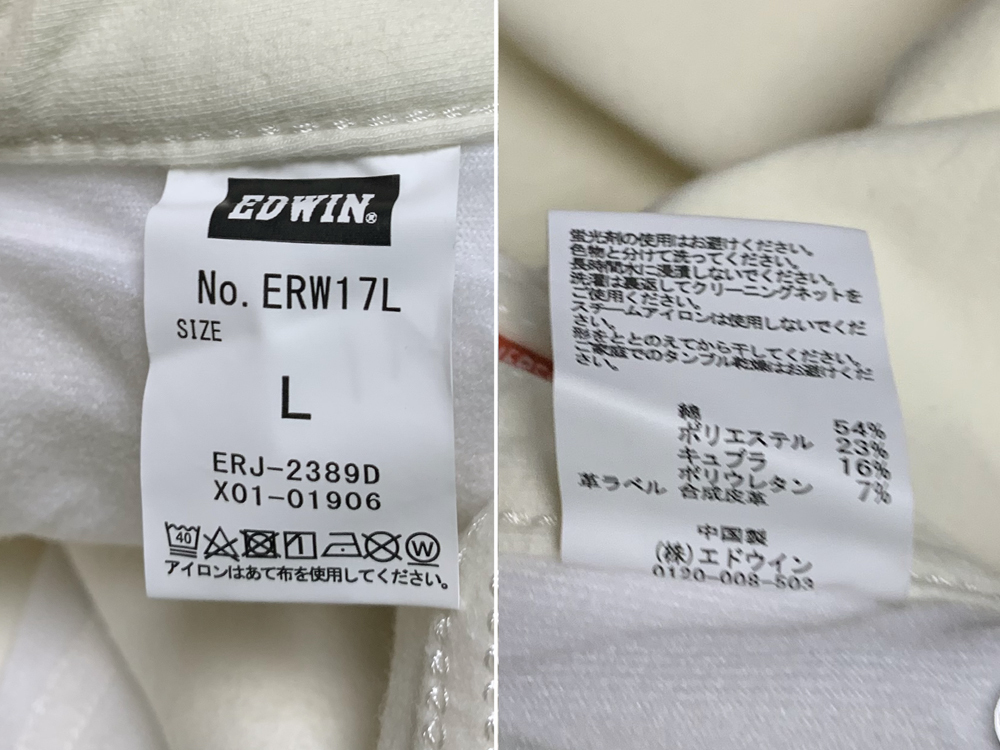 EDWIN®
No. ERW17L
SIZE
L
ERJ-2389D
X01-01906
40
W
アイロンはあて布を使用してください。
蛍光剤の使用はお避けください。
色物と分けて洗ってください。
長時間水に浸漬しないでください。
洗濯は裏返してクリーニングネットを
ご使用ください。
スチームアイロンは使用しないでくだ
さい。
形をととのえてから干してください。
ご家庭でのタンブル乾燥はお避けくだ
さい。
綿 54%
ポリエステル 23%
キュプラ 16%
ポリウレタン 7%
革ラベル 合成皮革
中国製
(株)エドウイン
0120-008-503